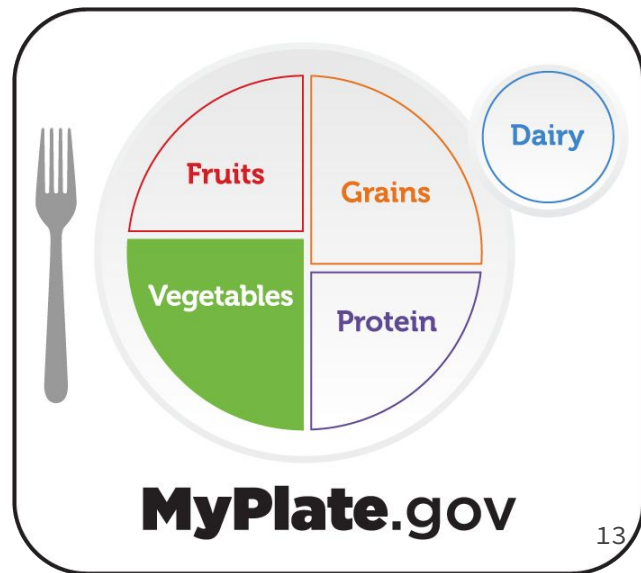 Dairy
Fruits
Grains
Vegetables
Protein
MyPlate.gov
13